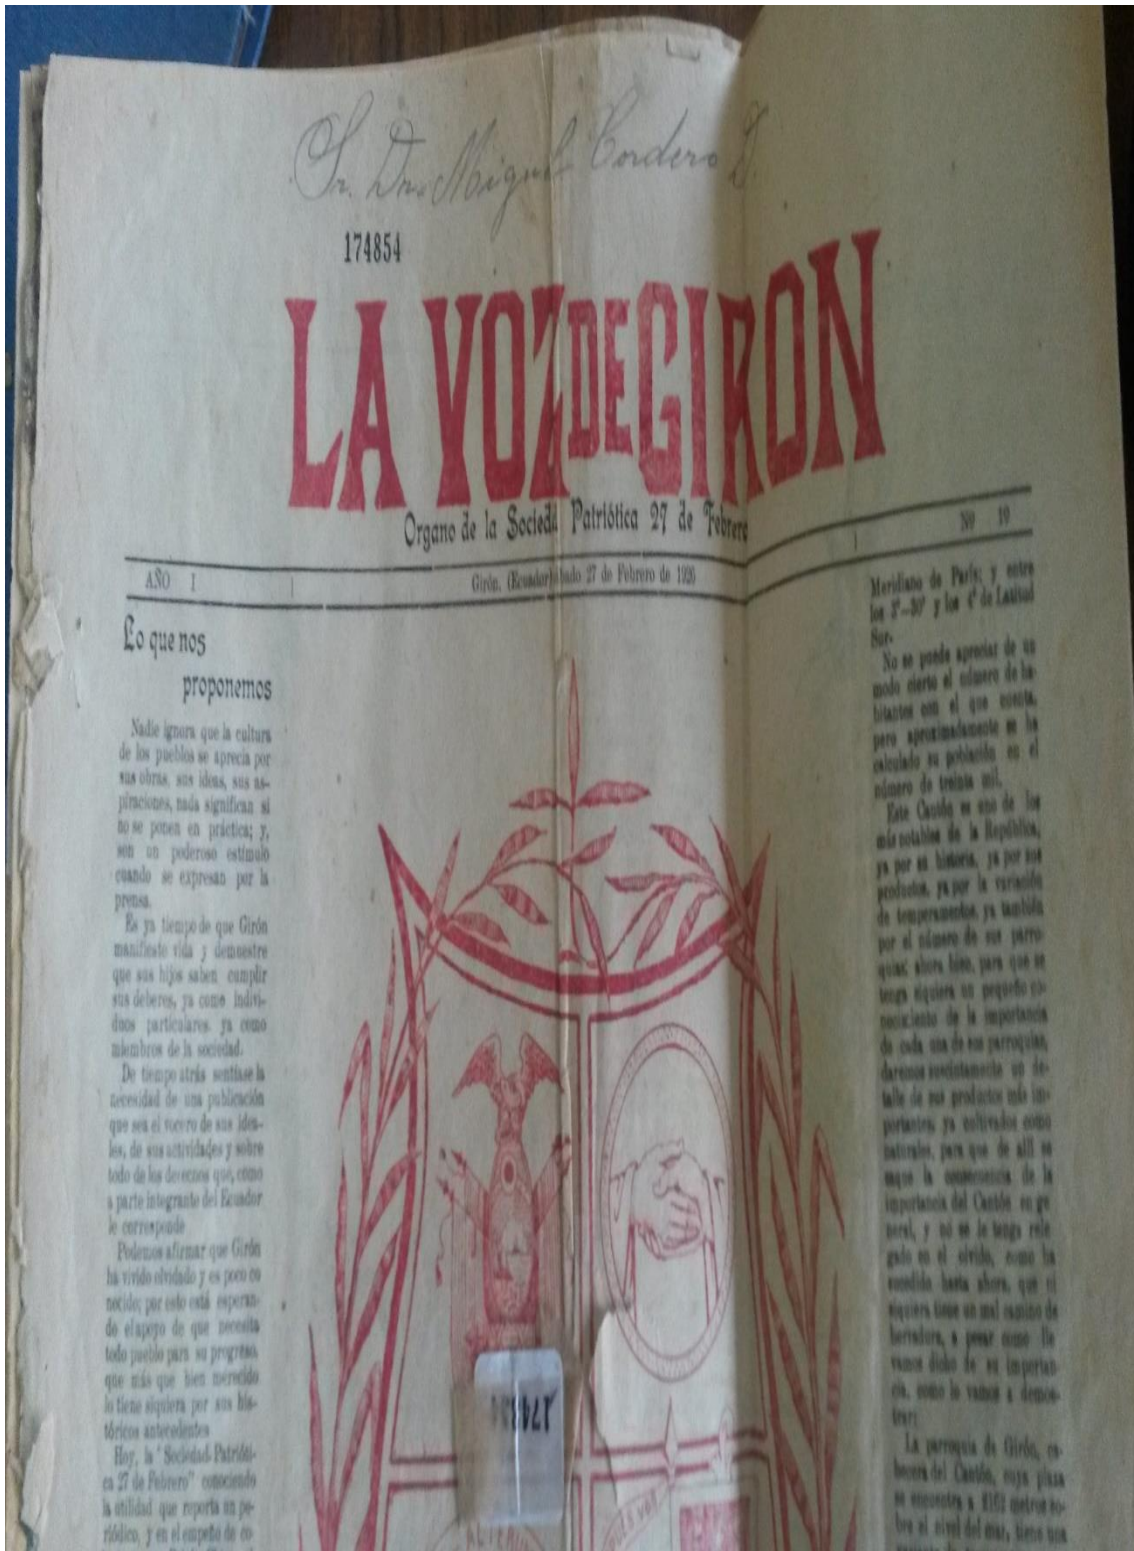 Sr. Dr. Miguel Cordero D.
174854
LA VOZ DE GIRON
Organo de la Socieda Patriótica 27 de Febrero
AÑO I
Girón, (Ecuador) bado 27 de Febrero de 1926
Nº 19
Lo que nos
proponemos
Nadie ignora que la cultura
de los pueblos se aprecia por
sus obras, sus ideas, sus as-
piraciones, nada significan si
no se ponen en práctica; y,
son un poderoso estímulo
cuando se expresan por la
prensa.
Es ya tiempo de que Girón
manifieste vida y demuestre
que sus hijos saben cumplir
sus deberes, ya como indivi-
duos particulares, ya como
miembros de la sociedad.
De tiempo atrás sentíase la
necesidad de una publicación
que sea el vocero de sus idea-
les, de sus actividades y sobre
todo de los derechos que, como
a parte integrante del Ecuador
le corresponde
Podemos afirmar que Girón
ha vivido olvidado y es poco co
nocido; por esto está esperan-
do el apoyo de que necesita
todo pueblo para su progreso,
que más que bien merecido
lo tiene siquiera por sus his-
tóricos antecedentes
Hoy, la "Sociedad Patrióti-
ca 27 de Febrero" conociendo
la utilidad que reporta un pe-
riódico, y en el empeño de co-
Meridiano de París; y entre
los 3°-30' y los 4° de Latitud
Sur.
No se puede apreciar de un
modo cierto el número de ha-
bitantes con el que cuenta,
pero aproximadamente se ha
calculado su población en el
número de treinta mil.
Este Cantón es uno de los
más notables de la República,
ya por su historia, ya por sus
productos, ya por la variación
de temperamentos, ya también
por el número de sus parro-
quias; ahora bien, para que se
tenga siquiera un pequeño co-
nocimiento de la importancia
de cada una de sus parroquias,
daremos sucintamente un de-
talle de sus productos más im-
portantes; ya cultivados como
naturales, para que de allí se
saque la consecuencia de la
importancia del Cantón en ge
neral, y no se le tenga rele
gado en el olvido, como ha
sucedido hasta ahora, que ni
siquiera tiene un mal camino de
herradura, a pesar como lle
vamos dicho de su importan-
cia, como lo vamos a demos-
trar:
La parroquia de Girón, ca-
becera del Cantón, cuya plaza
se encuentra a 2162 metros so-
bre el nivel del mar, tiene una
174854